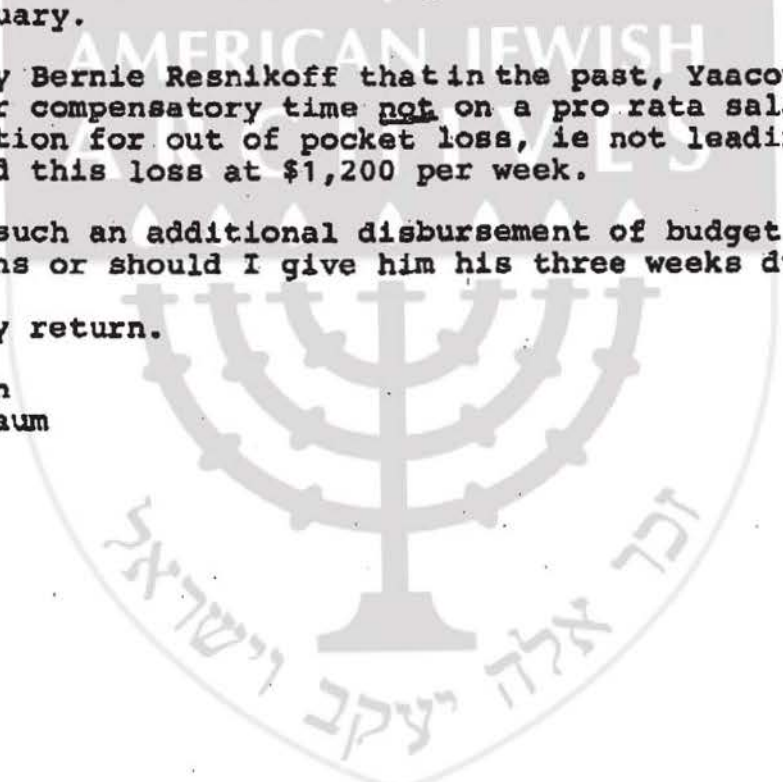 uary.
AMERICAN JEWISH
y Bernie Resnikoff that in the past, Yaaco
r compensatory time not on a pro rata sal
ARCHIVES
tion for out of pocket loss, ie not leadi
d this loss at $1,200 per week.
such an additional disbursement of budget
ns or should I give him his three weeks d
y return.
n
aum
זכר אלה יעקב וישראל